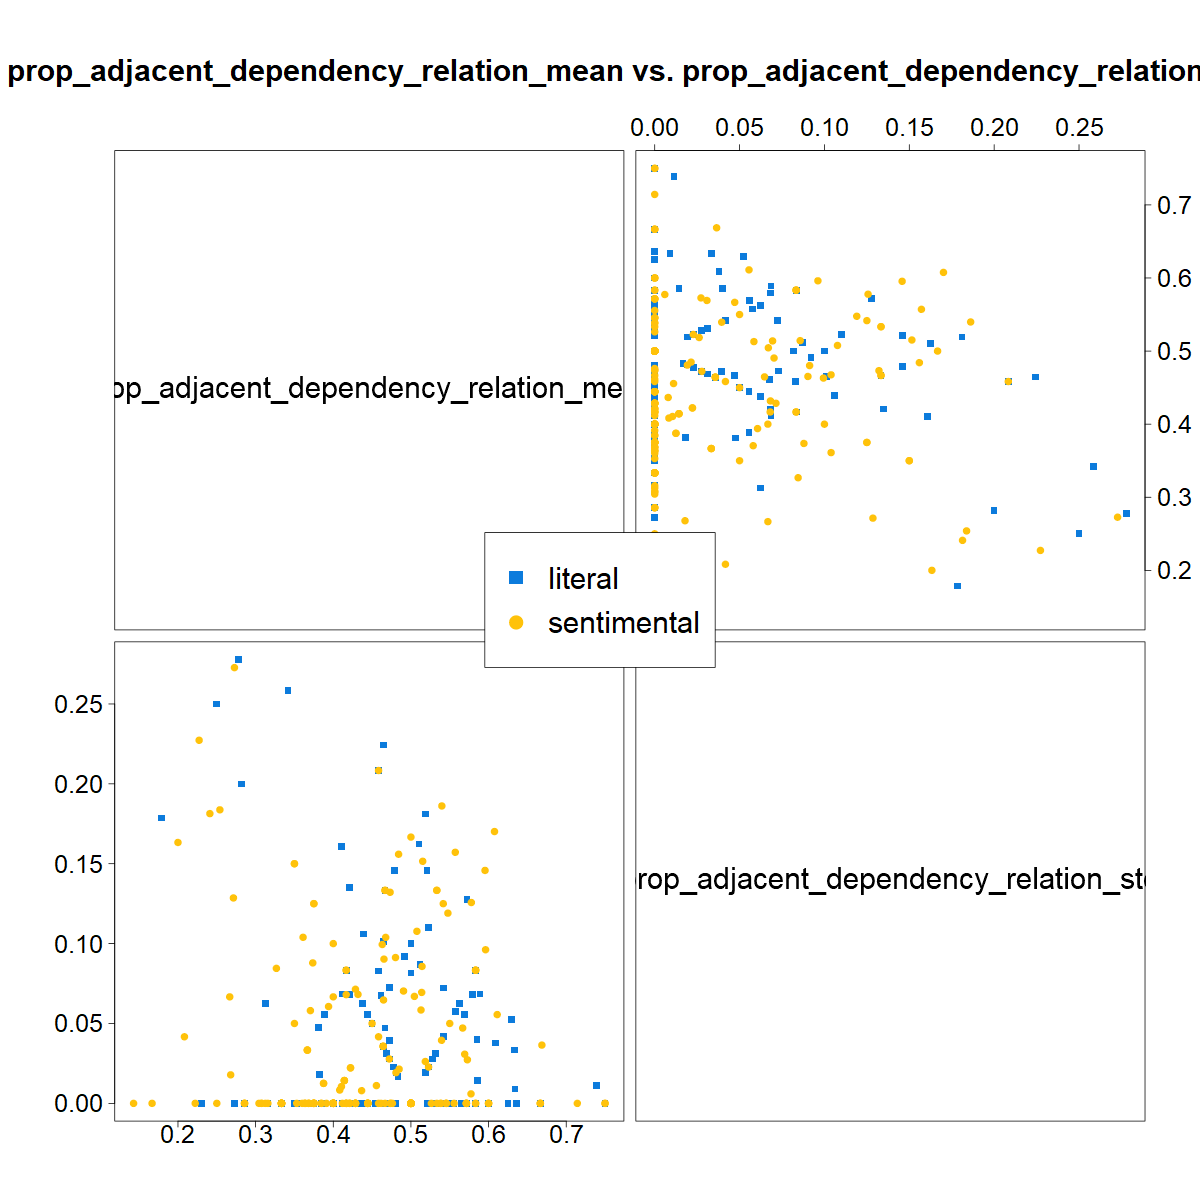 prop_adjacent_dependency_relation_mean vs. prop_adjacent_dependency_relation
0.00 0.05 0.10 0.15 0.20 0.25
0.7
0.6
0.5
0.4
0.3
0.2
op_adjacent_dependency_relation_me
literal
sentimental
0.25
0.20
0.15
0.10
0.05
0.00
prop_adjacent_dependency_relation_st
0.2 0.3 0.4 0.5 0.6 0.7